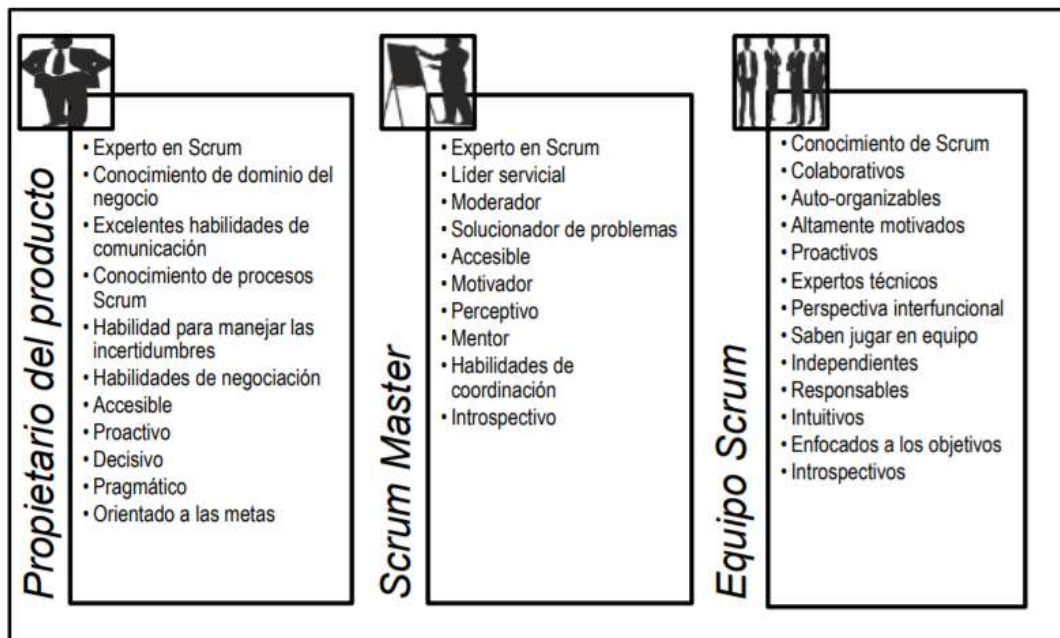 Propietario del producto
• Experto en Scrum
• Conocimiento de dominio del
negocio
• Excelentes habilidades de
comunicación
• Conocimiento de procesos
Scrum
• Habilidad para manejar las
incertidumbres
• Habilidades de negociación
• Accesible
• Proactivo
• Decisivo
• Pragmático
• Orientado a las metas
Scrum Master
• Experto en Scrum
• Líder servicial
• Moderador
• Solucionador de problemas
• Accesible
• Motivador
• Perceptivo
• Mentor
• Habilidades de
coordinación
• Introspectivo
Equipo Scrum
• Conocimiento de Scrum
• Colaborativos
• Auto-organizables
• Altamente motivados
• Proactivos
• Expertos técnicos
• Perspectiva interfuncional
• Saben jugar en equipo
• Independientes
• Responsables
• Intuitivos
• Enfocados a los objetivos
• Introspectivos